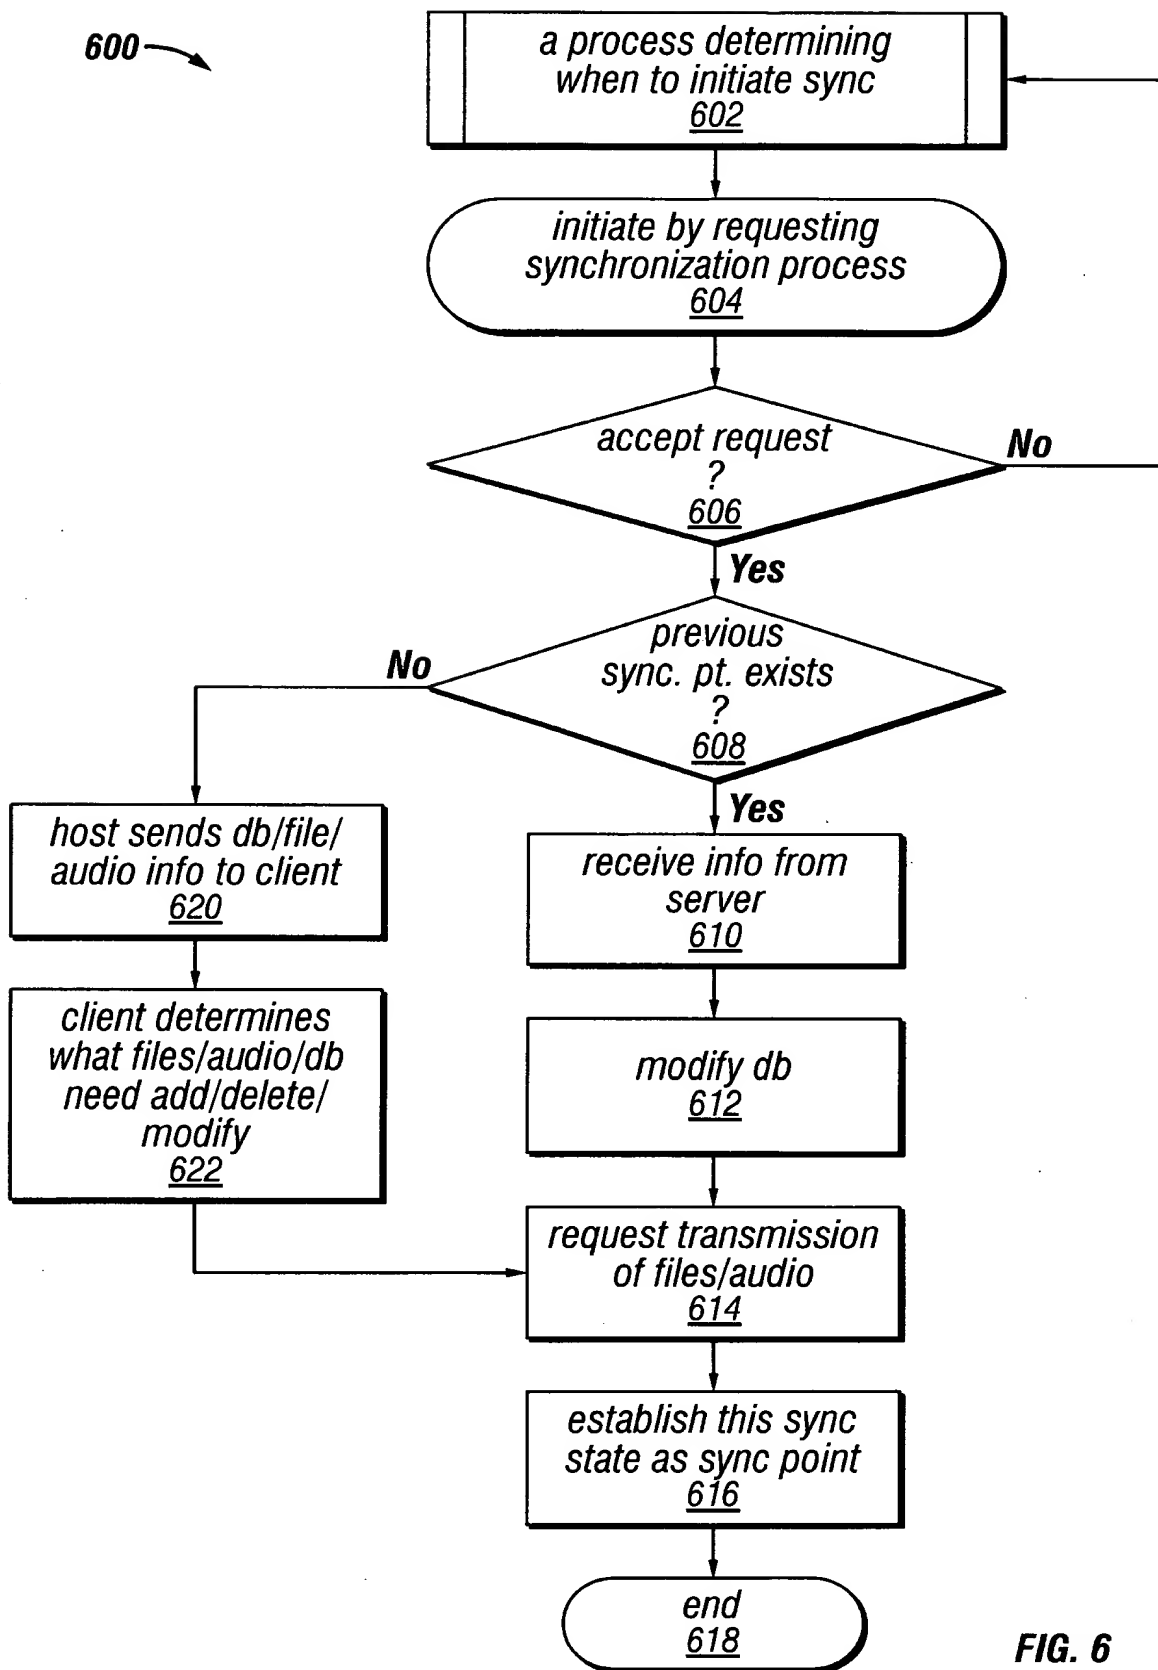 600
a process determining
when to initiate sync
602
initiate by requesting
synchronization process
604
accept request
?
606
No
Yes
previous
sync. pt. exists
?
608
No
Yes
host sends db/file/
audio info to client
620
receive info from
server
610
client determines
what files/audio/db
need add/delete/
modify
622
modify db
612
request transmission
of files/audio
614
establish this sync
state as sync point
616
end
618
FIG. 6